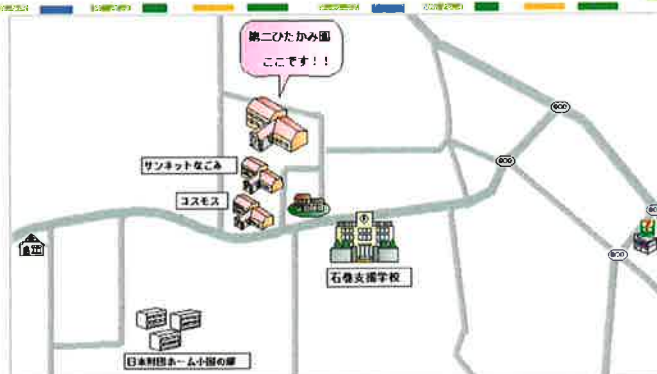 第二ひたかみ園
ここです！！
サンネットなごみ
コスモス
石巻支援学校
日本財団ホーム小国の郷